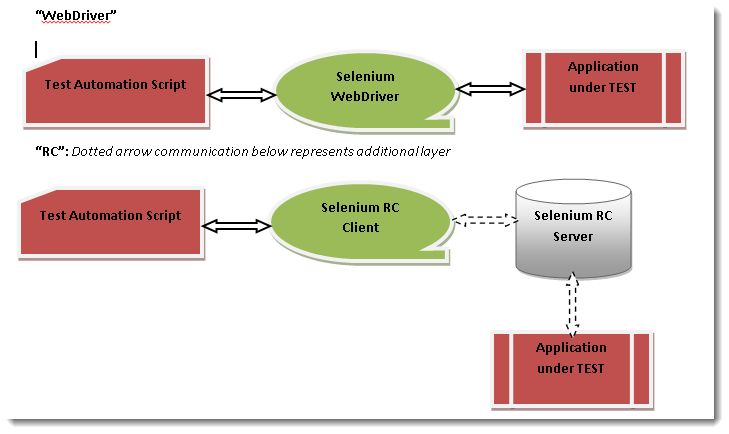 “WebDriver”
Test Automation Script
Selenium
WebDriver
Application
under TEST
“RC”: Dotted arrow communication below represents additional layer
Test Automation Script
Selenium RC
Client
Selenium RC
Server
Application
under TEST